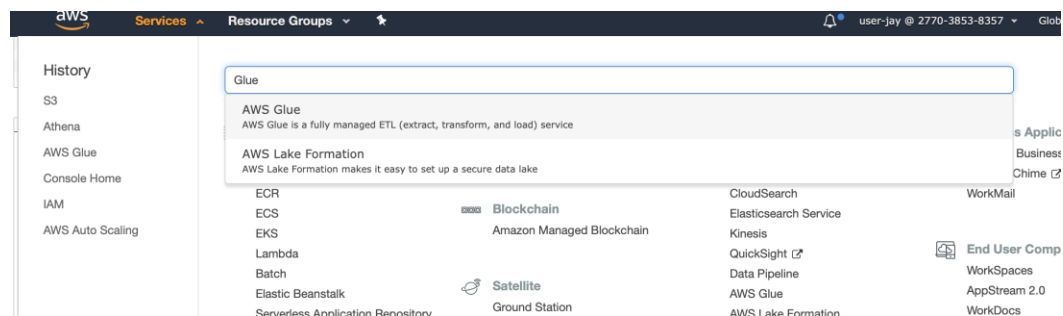 aws
Services
Resource Groups
user-jay @ 2770-3853-8357
Glob
History
S3
Athena
AWS Glue
Console Home
IAM
AWS Auto Scaling
Glue
AWS Glue
AWS Glue is a fully managed ETL (extract, transform, and load) service
AWS Lake Formation
AWS Lake Formation makes it easy to set up a secure data lake
ECR
ECS
EKS
Lambda
Batch
Elastic Beanstalk
Serverless Application Repository
Blockchain
Amazon Managed Blockchain
Satellite
Ground Station
CloudSearch
Elasticsearch Service
Kinesis
QuickSight
Data Pipeline
AWS Glue
AWS Lake Formation
s Applic
Business
Chime
WorkMail
End User Comp
WorkSpaces
AppStream 2.0
WorkDocs